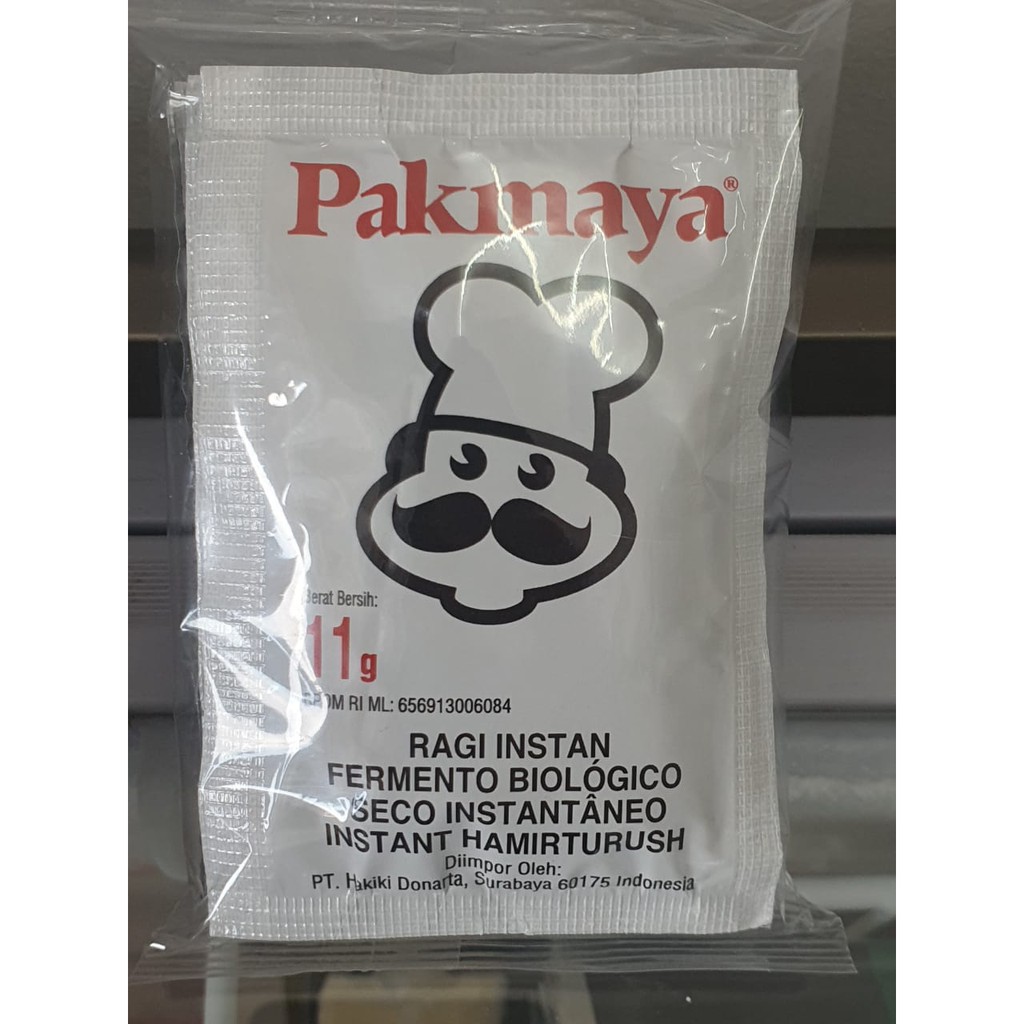 Pakmaya®
Berat Bersih:
11g
BPOM RI ML: 656913006084
RAGI INSTAN
FERMENTO BIOLÓGICO
SECO INSTANTÂNEO
INSTANT HAMIRTURUSH
Diimpor Oleh:
PT. Hakiki Donarta, Surabaya 60175 Indonesia